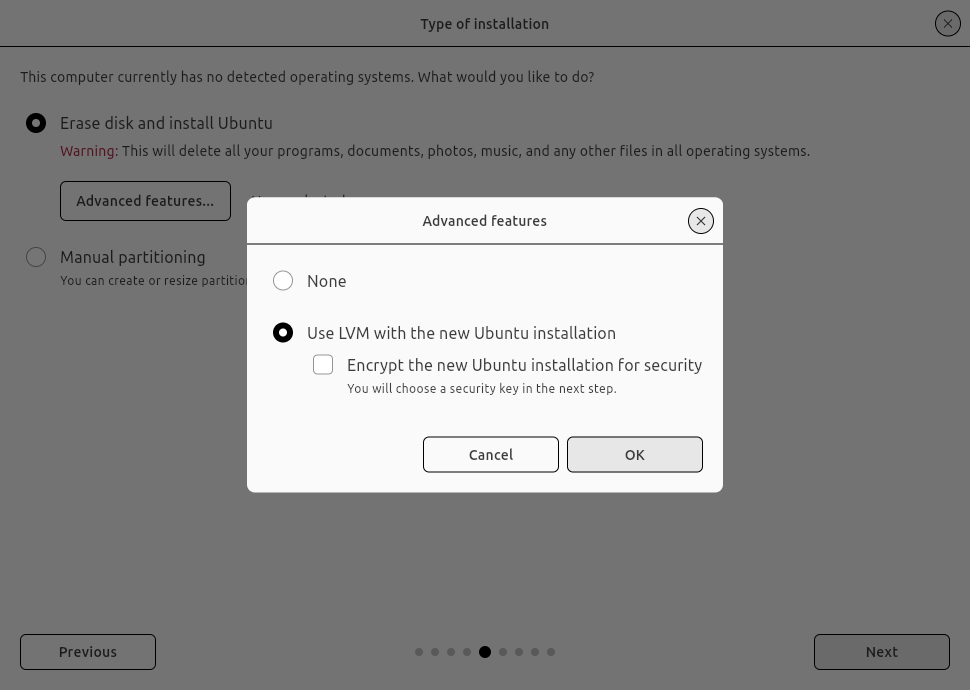 Type of installation
This computer currently has no detected operating systems. What would you like to do?
Erase disk and install Ubuntu
Warning: This will delete all your programs, documents, photos, music, and any other files in all operating systems.
Advanced features...
Advanced features
Manual partitioning
You can create or resize
None
Use LVM with the new Ubuntu installation
Encrypt the new Ubuntu installation for security
You will choose a security key in the next step.
Cancel
OK
Previous
Next